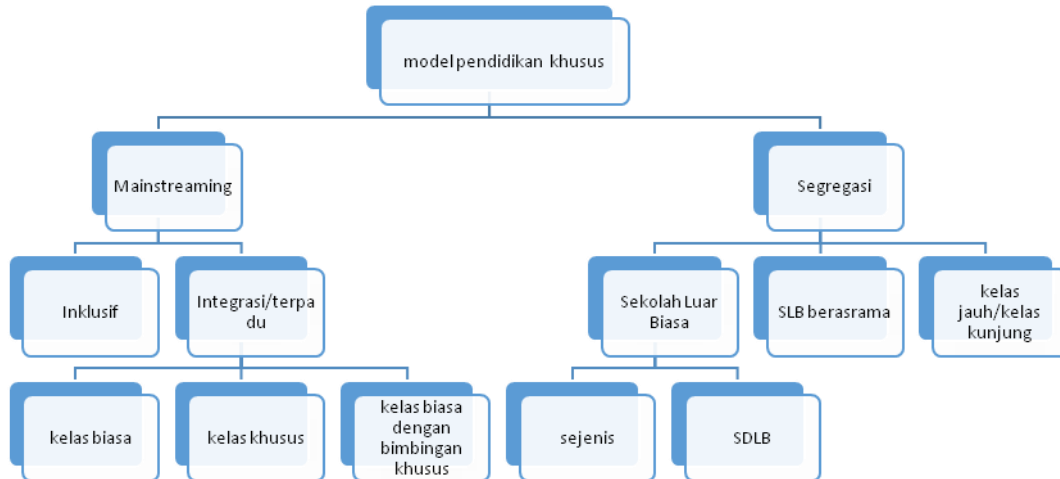 model pendidikan khusus
Mainstreaming
Segregasi
Inklusif
Integrasi/terpa
du
Sekolah Luar
Biasa
SLB berasrama
kelas
jauh/kelas
kunjung
kelas biasa
kelas khusus
kelas biasa
dengan
bimbingan
khusus
sejenis
SDLB